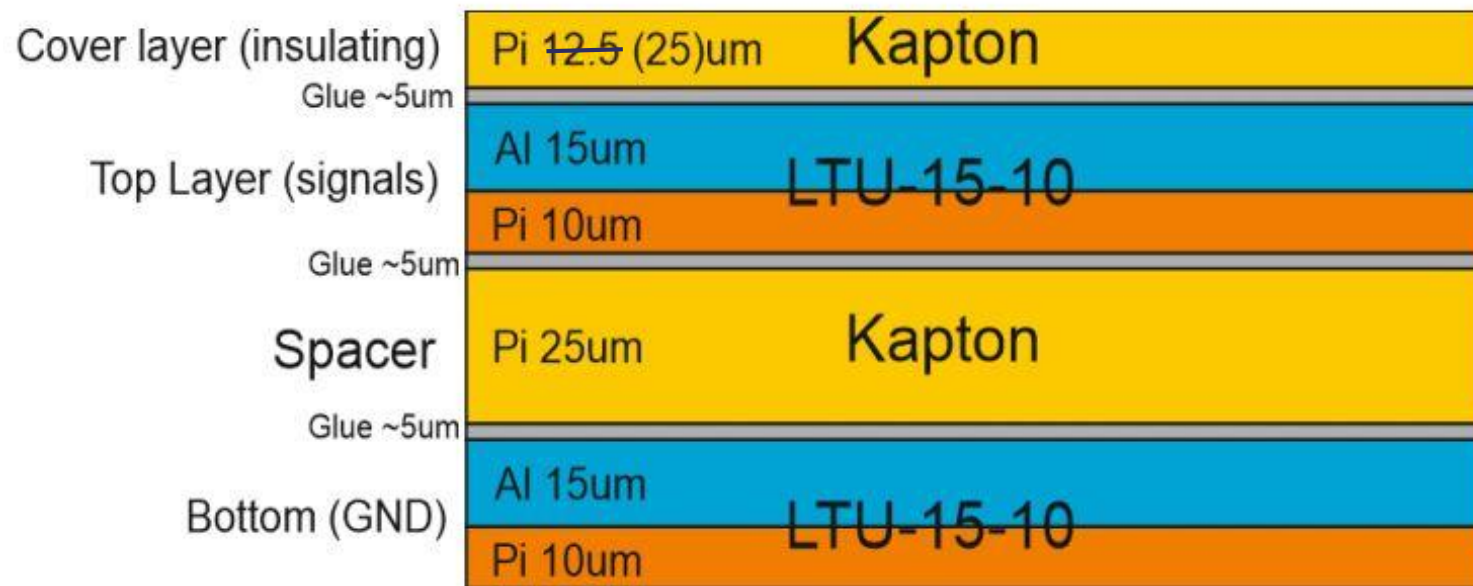 Cover layer (insulating) Pi 12.5 (25)um Kapton
Glue ~5um
Al 15um
Top Layer (signals) LTU-15-10
Pi 10um
Glue ~5um
Spacer Pi 25um Kapton
Glue ~5um
Al 15um
Bottom (GND) LTU-15-10
Pi 10um